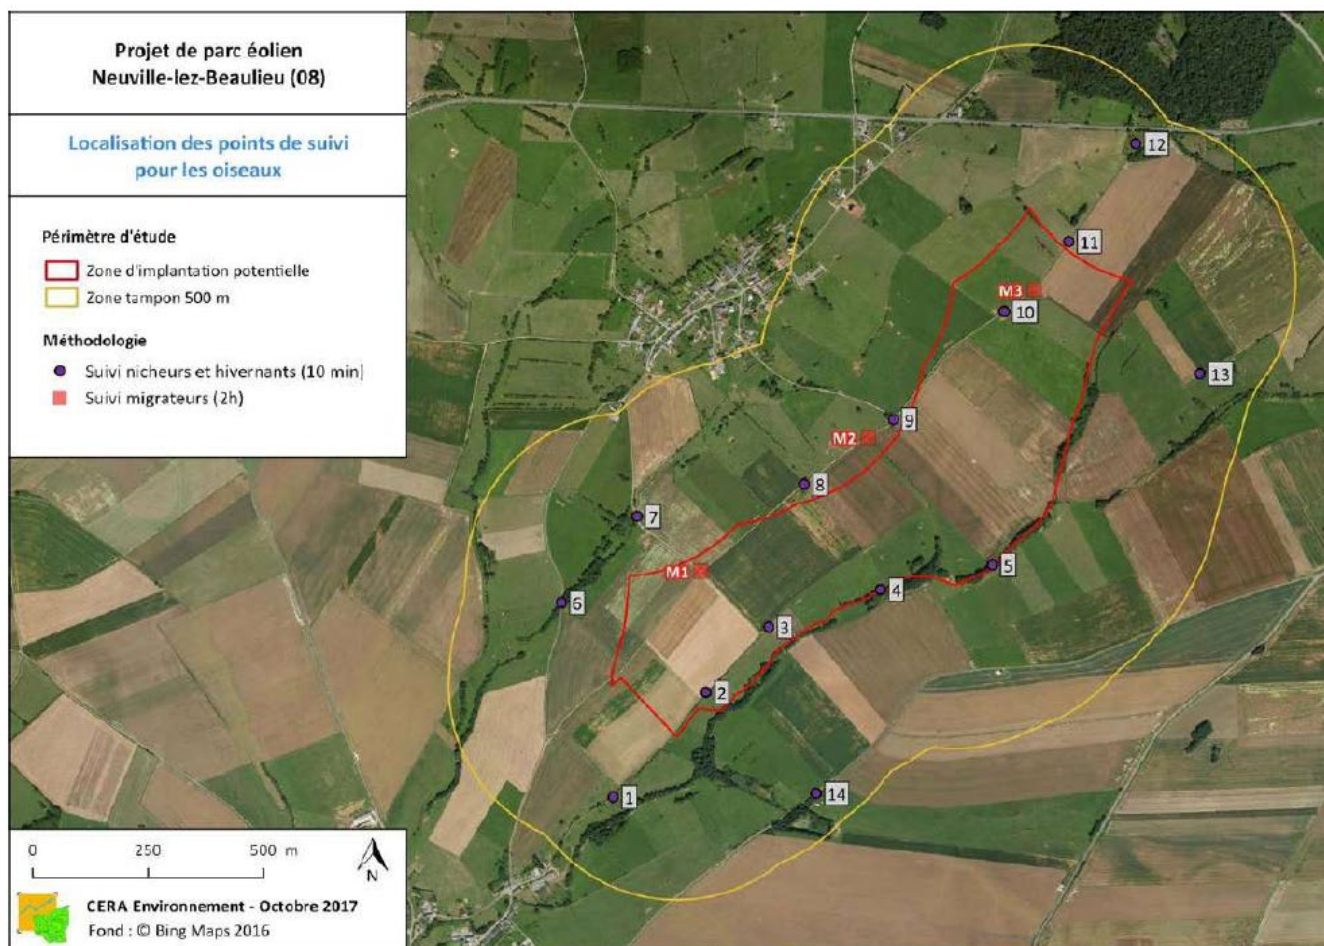 Projet de parc éolien
Neuville-lez-Beaulieu (08)
Localisation des points de suivi
pour les oiseaux
Périmètre d'étude
Zone d'implantation potentielle
Zone tampon 500 m
Méthodologie
Suivi nicheurs et hivernants (10 min)
Suivi migrateurs (2h)
12
11
M3
10
13
9
M2
8
7
M1
5
6
4
3
2
1
14
0 250 500 m
N
CERA Environnement - Octobre 2017
Fond : © Bing Maps 2016